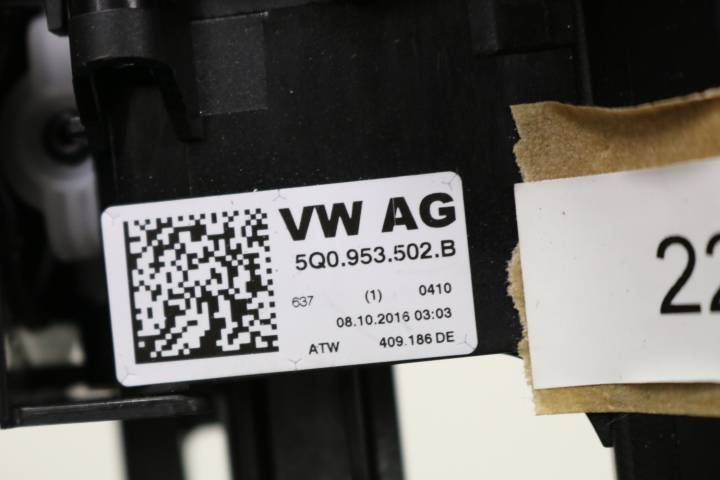 VW AG
5Q0.953.502.B
637 (1) 0410
08.10.2016 03:03
ATW 409.186 DE
22